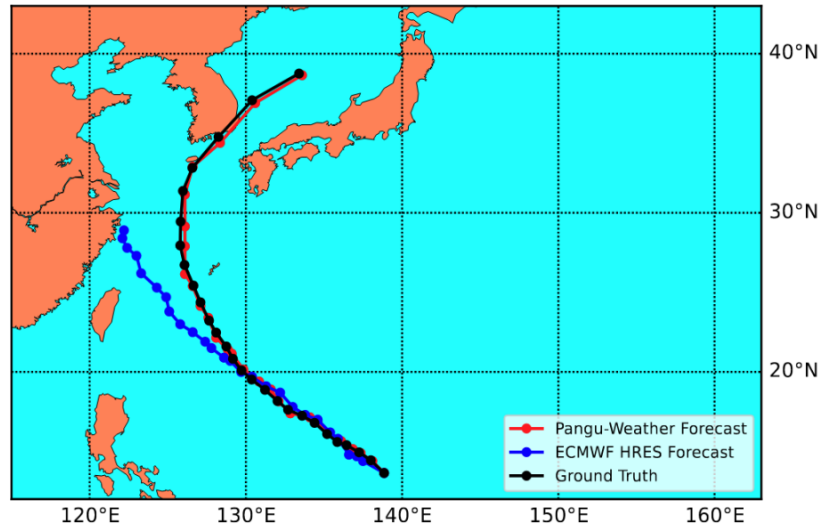 40°N
30°N
20°N
Pangu-Weather Forecast
ECMWF HRES Forecast
Ground Truth
120°E 130°E 140°E 150°E 160°E